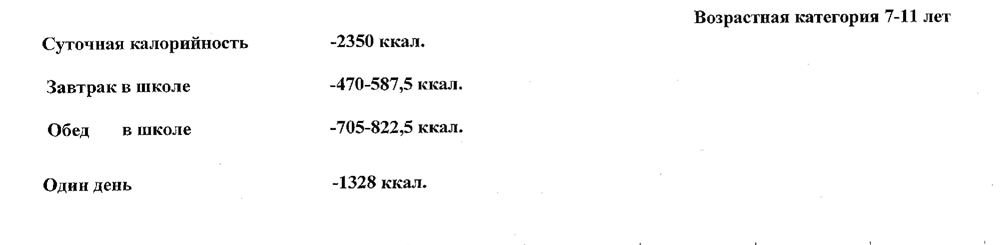 Возрастная категория 7-11 лет
Суточная калорийность -2350 ккал.
Завтрак в школе -470-587,5 ккал.
Обед в школе -705-822,5 ккал.
Один день -1328 ккал.